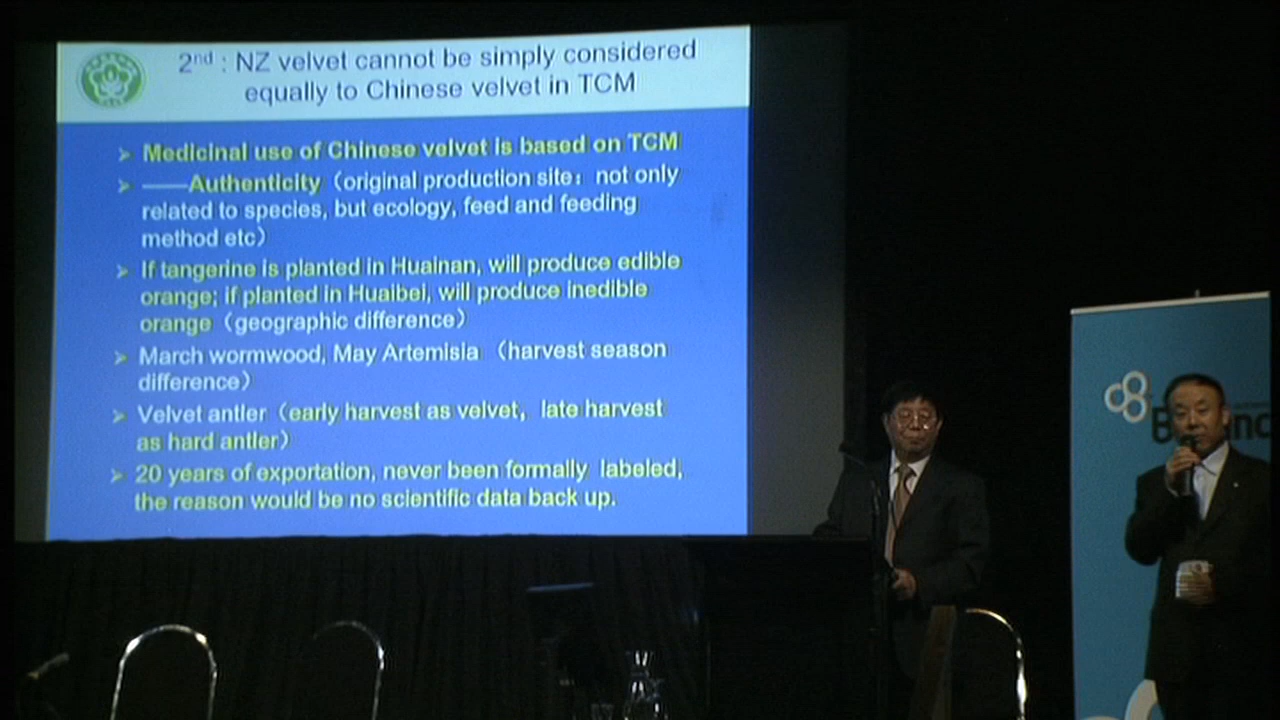 2nd : NZ velvet cannot be simply considered
equally to Chinese velvet in TCM
➢ Medicinal use of Chinese velvet is based on TCM
➢ ——Authenticity（original production site：not only
related to species, but ecology, feed and feeding
method etc）
➢ If tangerine is planted in Huainan, will produce edible
orange; if planted in Huaibei, will produce inedible
orange（geographic difference）
➢ March wormwood, May Artemisia （harvest season
difference）
➢ Velvet antler（early harvest as velvet，late harvest
as hard antler）
➢ 20 years of exportation, never been formally labeled,
the reason would be no scientific data back up.